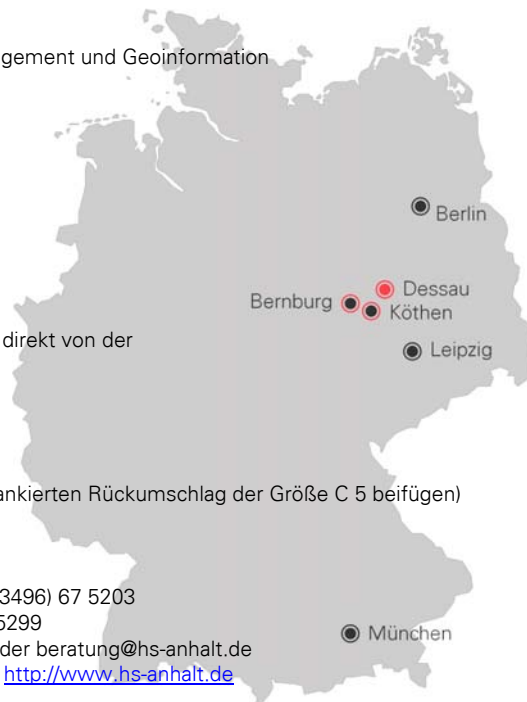 gement und Geoinformation
Berlin
Dessau
Bernburg
Köthen
direkt von der
Leipzig
ankierten Rückumschlag der Größe C 5 beifügen)
3496) 67 5203
5299
München
der beratung@hs-anhalt.de
http://www.hs-anhalt.de